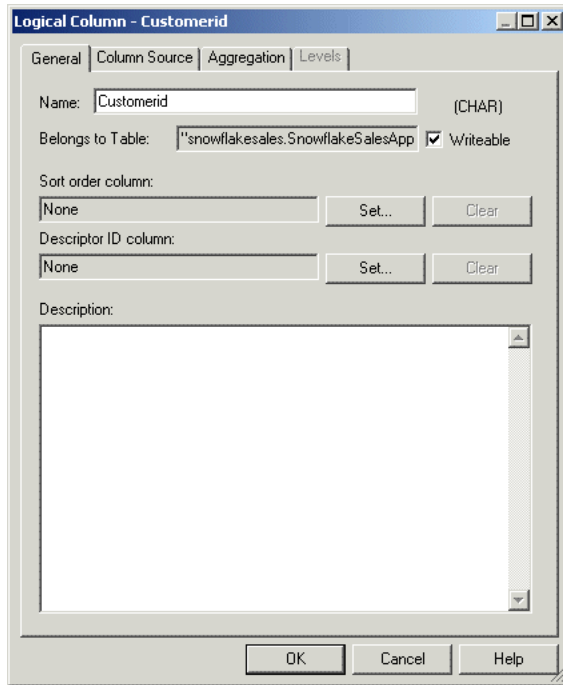 Logical Column - Customerid
General Column Source Aggregation Levels
Name: Customerid (CHAR)
Belongs to Table: "snowflakesales.SnowflakeSalesApp Writeable
Sort order column:
None Set... Clear
Descriptor ID column:
None Set... Clear
Description:
OK Cancel Help